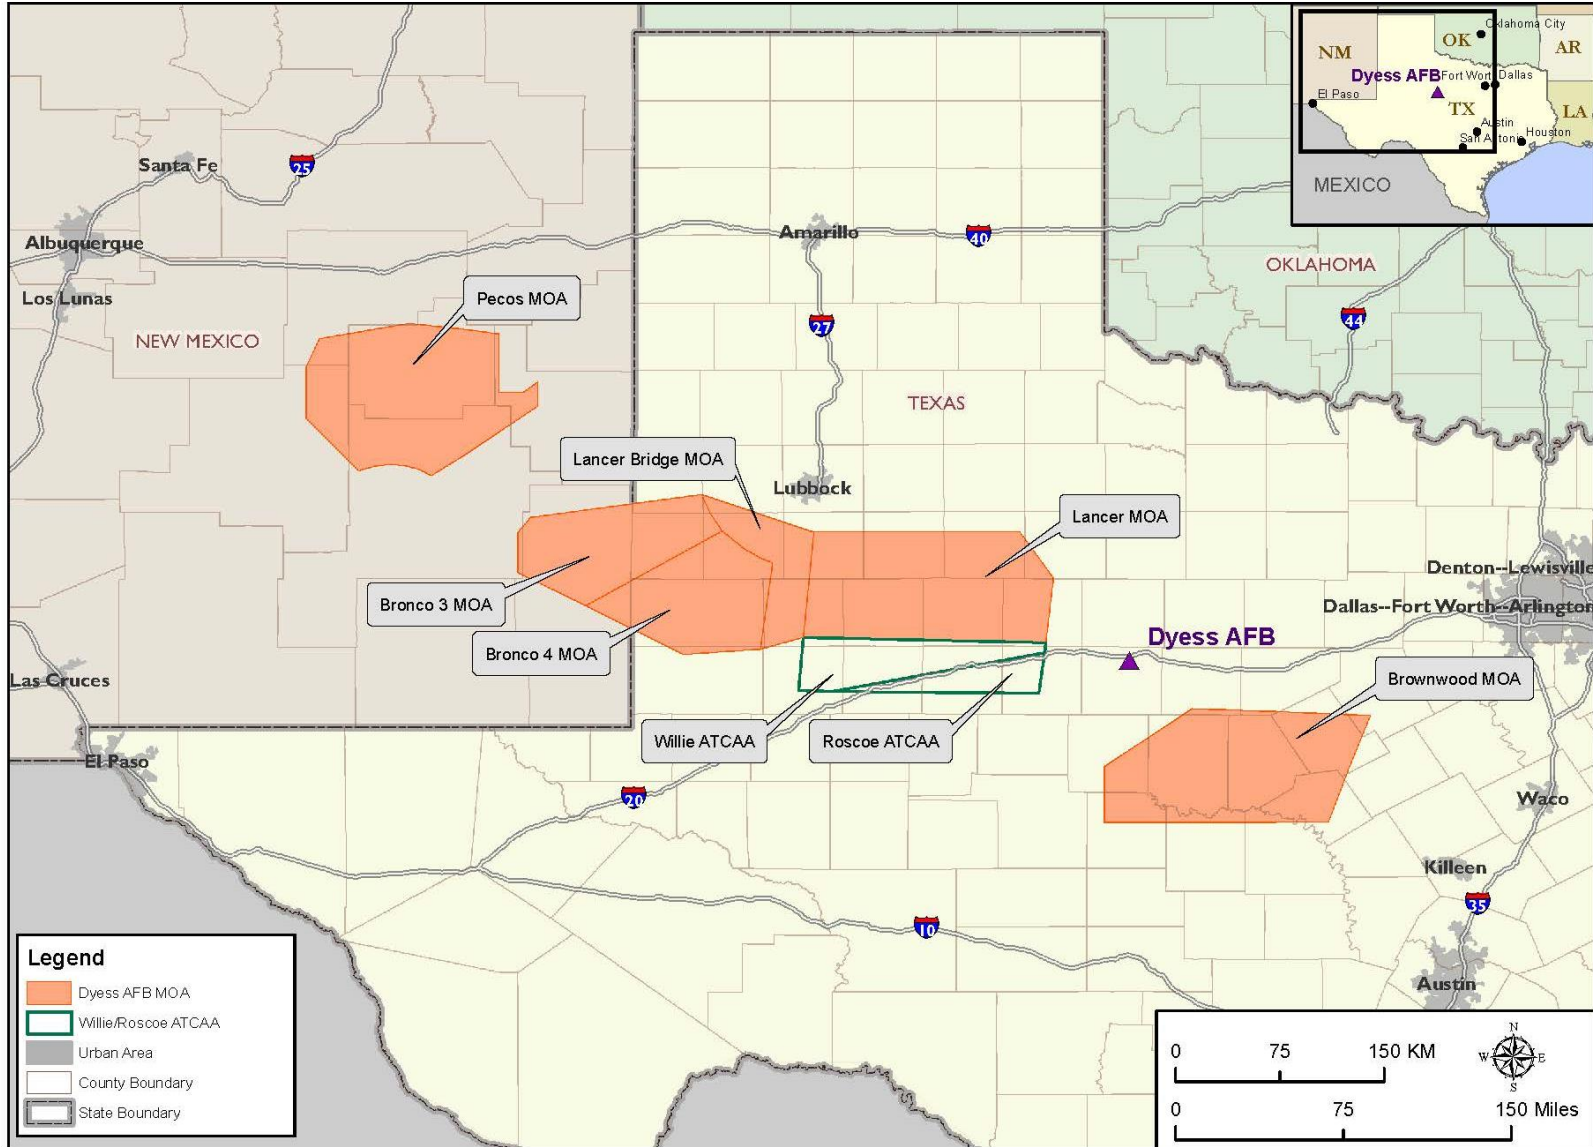 Santa Fe
25
Albuquerque
Los Lunas
NEW MEXICO
Pecos MOA
Amarillo
40
27
TEXAS
OKLAHOMA
44
Lancer Bridge MOA
Lubbock
Lancer MOA
Bronco 3 MOA
Bronco 4 MOA
Denton--Lewisville
Dallas--Fort Worth--Arlington
Dyess AFB
Las Cruces
Brownwood MOA
Willie ATCAA
Roscoe ATCAA
El Paso
20
Waco
Killeen
35
10
Austin
NM
OK
Oklahoma City
AR
Dyess AFB
Fort Wort
Dallas
El Paso
TX
LA
Austin
San Antonio
Houston
MEXICO
Legend
Dyess AFB MOA
Willie/Roscoe ATCAA
Urban Area
County Boundary
State Boundary
0 75 150 KM
N
W E
S
0 75 150 Miles